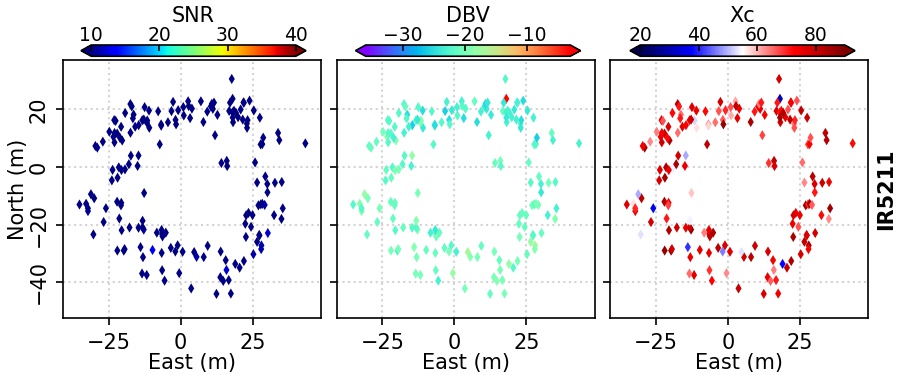 SNR DBV Xc
10 20 30 40 −30 −20 −10 20 40 60 80
20
0
−20
−40
North (m)
−25 0 25 −25 0 25 −25 0 25
East (m) East (m) East (m)
IR5211